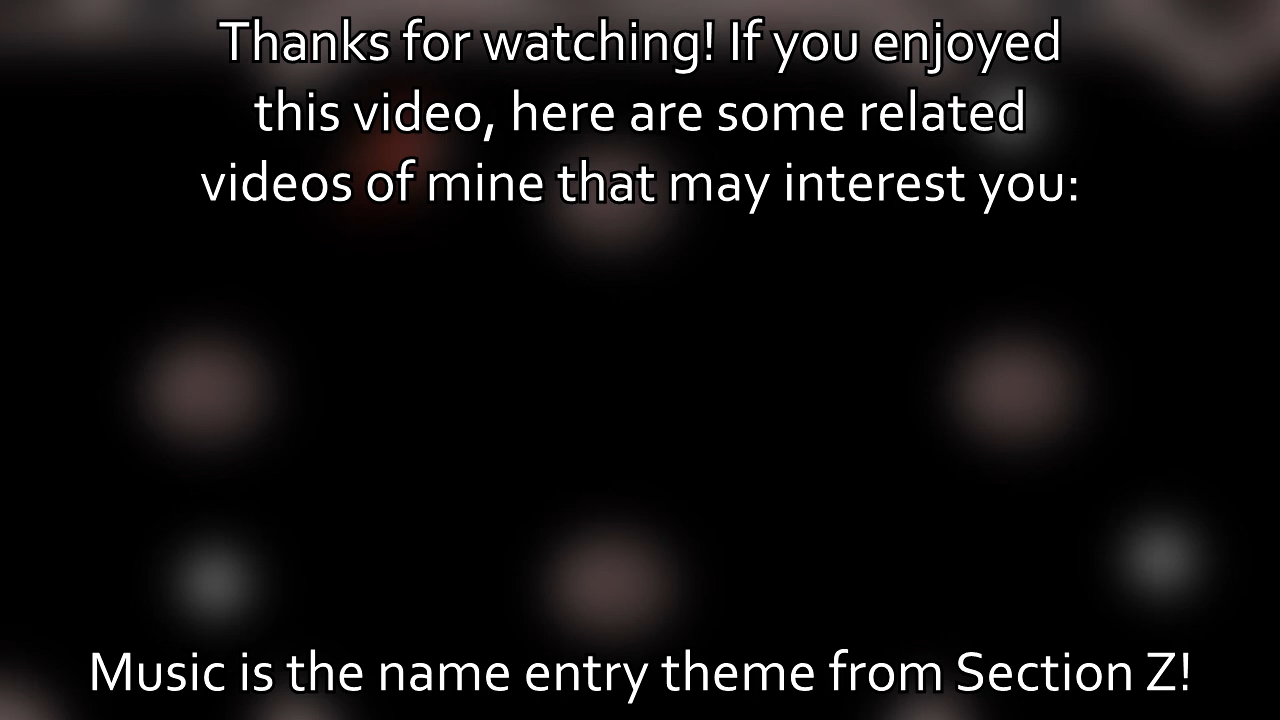 Thanks for watching! If you enjoyed
this video, here are some related
videos of mine that may interest you:
Music is the name entry theme from Section Z!